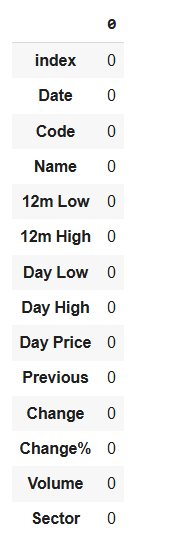 0
index 0
Date 0
Code 0
Name 0
12m Low 0
12m High 0
Day Low 0
Day High 0
Day Price 0
Previous 0
Change 0
Change% 0
Volume 0
Sector 0